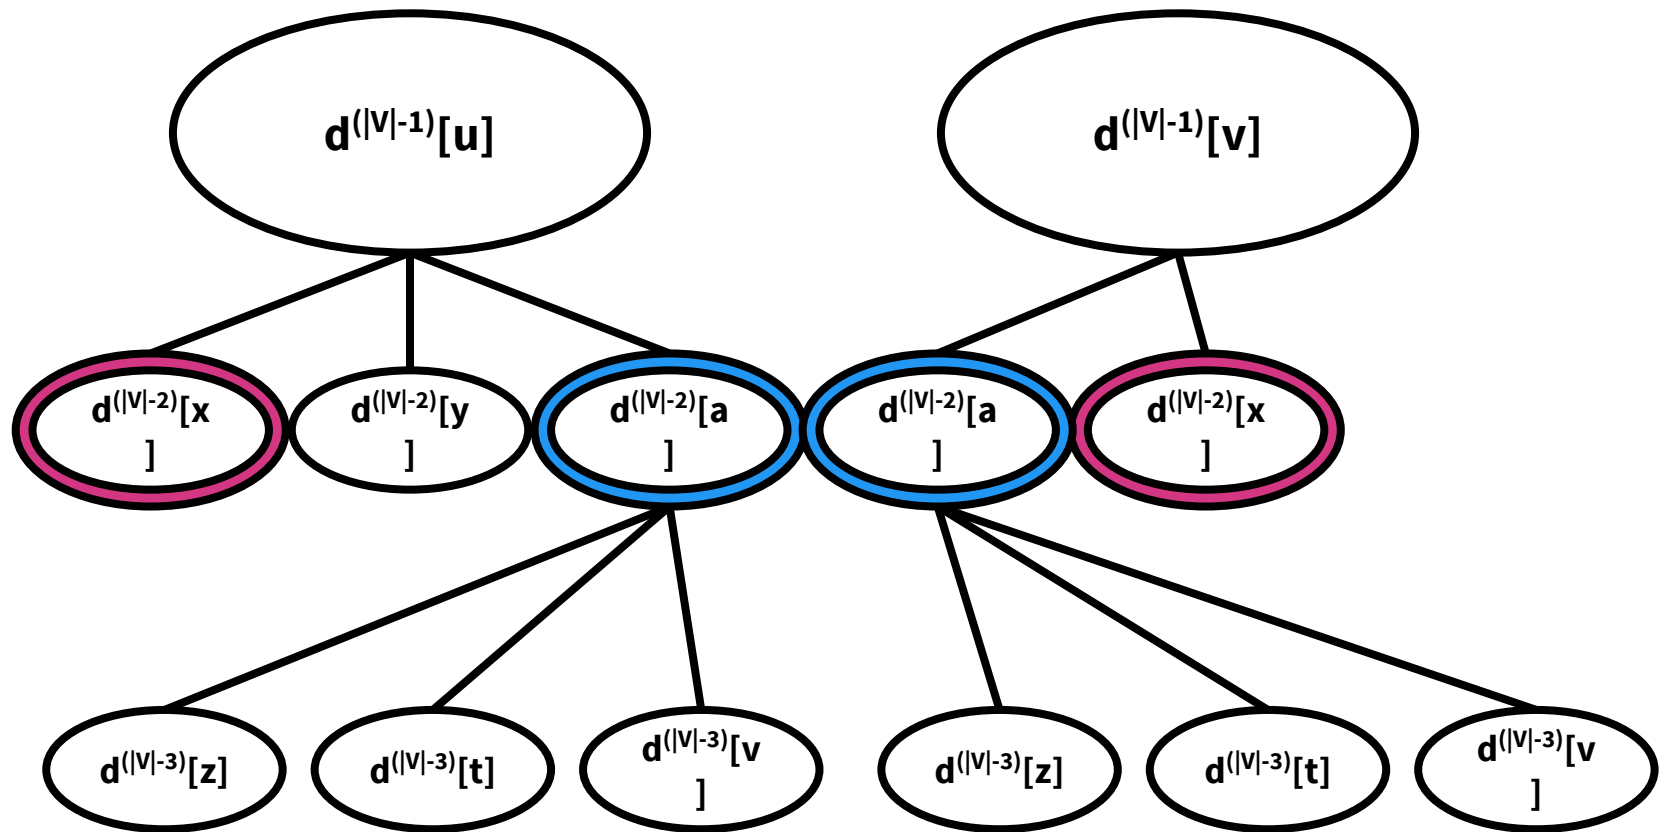 d^(|V|-1)[u]
d^(|V|-1)[v]
d^(|V|-2)[x
]
d^(|V|-2)[y
]
d^(|V|-2)[a
]
d^(|V|-2)[a
]
d^(|V|-2)[x
]
d^(|V|-3)[z]
d^(|V|-3)[t]
d^(|V|-3)[v
]
d^(|V|-3)[z]
d^(|V|-3)[t]
d^(|V|-3)[v
]